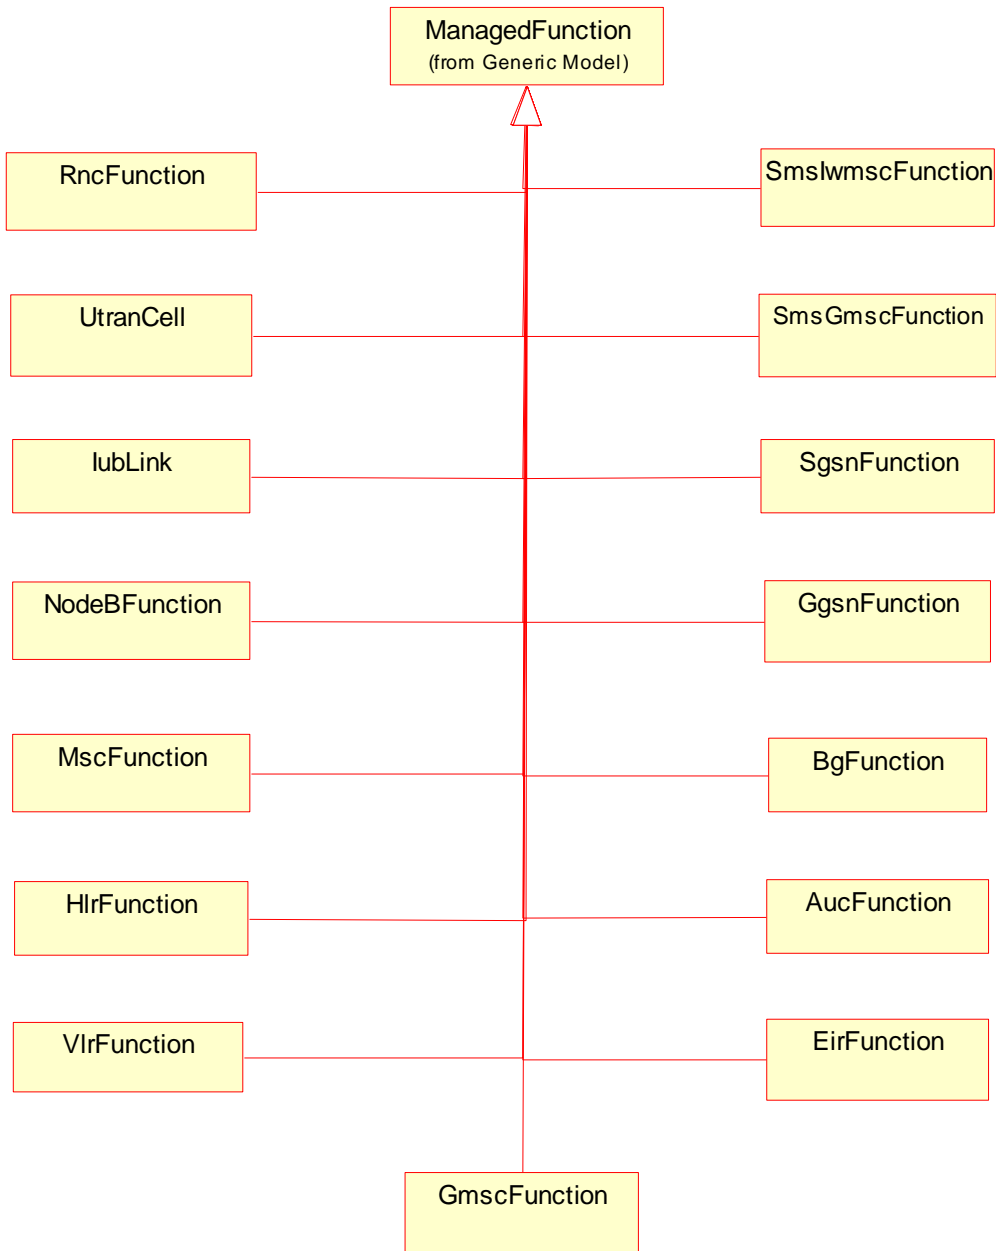 ManagedFunction
(from Generic Model)
RncFunction
SmsIwmscFunction
UtranCell
SmsGmscFunction
IubLink
SgsnFunction
NodeBFunction
GgsnFunction
MscFunction
BgFunction
HlrFunction
AucFunction
VlrFunction
EirFunction
GmscFunction